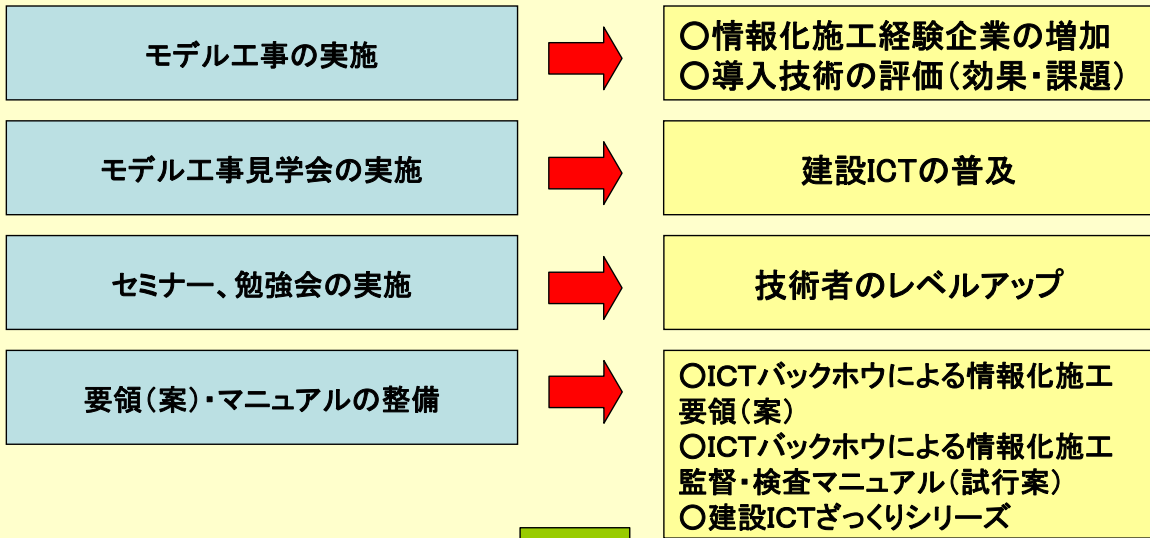 モデル工事の実施
○情報化施工経験企業の増加
○導入技術の評価(効果・課題)
モデル工事見学会の実施
建設ICTの普及
セミナー、勉強会の実施
技術者のレベルアップ
要領(案)・マニュアルの整備
○ICTバックホウによる情報化施工
要領(案)
○ICTバックホウによる情報化施工
監督・検査マニュアル(試行案)
○建設ICTざっくりシリーズ